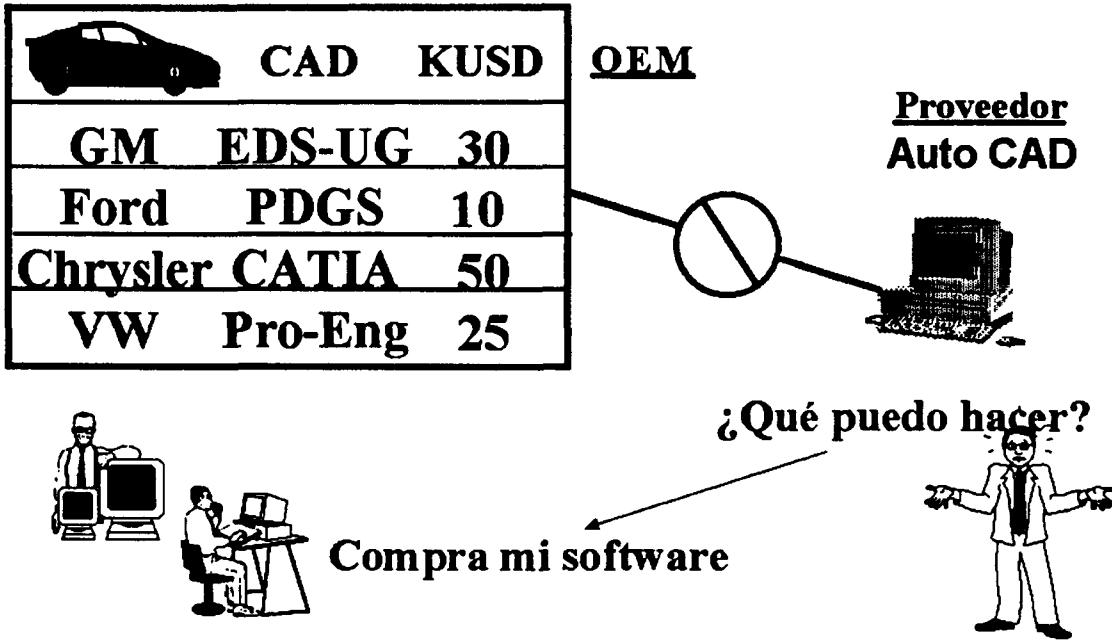 CAD KUSD
GM EDS-UG 30
Ford PDGS 10
Chrysler CATIA 50
VW Pro-Eng 25
OEM
Proveedor
Auto CAD
¿Qué puedo hacer?
Compra mi software